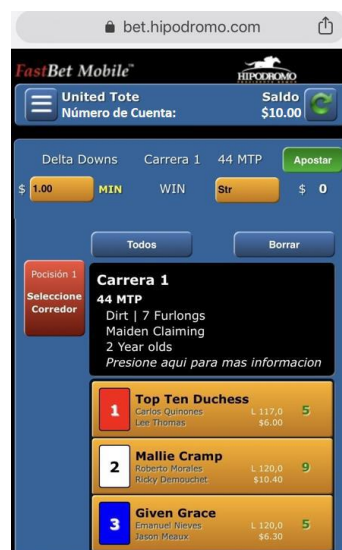 bet.hipodromo.com
FastBet Mobile™
HIPODROMO
United Tote
Saldo
Número de Cuenta:
$10.00
Delta Downs Carrera 1 44 MTP Apostar
$ 1.00 MIN WIN Str $ 0
Todos Borrar
Pocisión 1
Seleccione
Corredor
Carrera 1
44 MTP
Dirt | 7 Furlongs
Maiden Claiming
2 Year olds
Presione aqui para mas informacion
1 Top Ten Duchess
Carlos Quinones L 117,0 5
Lee Thomas $6.00
2 Mallie Cramp
Roberto Morales L 120,0 9
Ricky Demouchet $10.40
3 Given Grace
Emanuel Nieves L 120,0 5
Jason Meaux $6.30